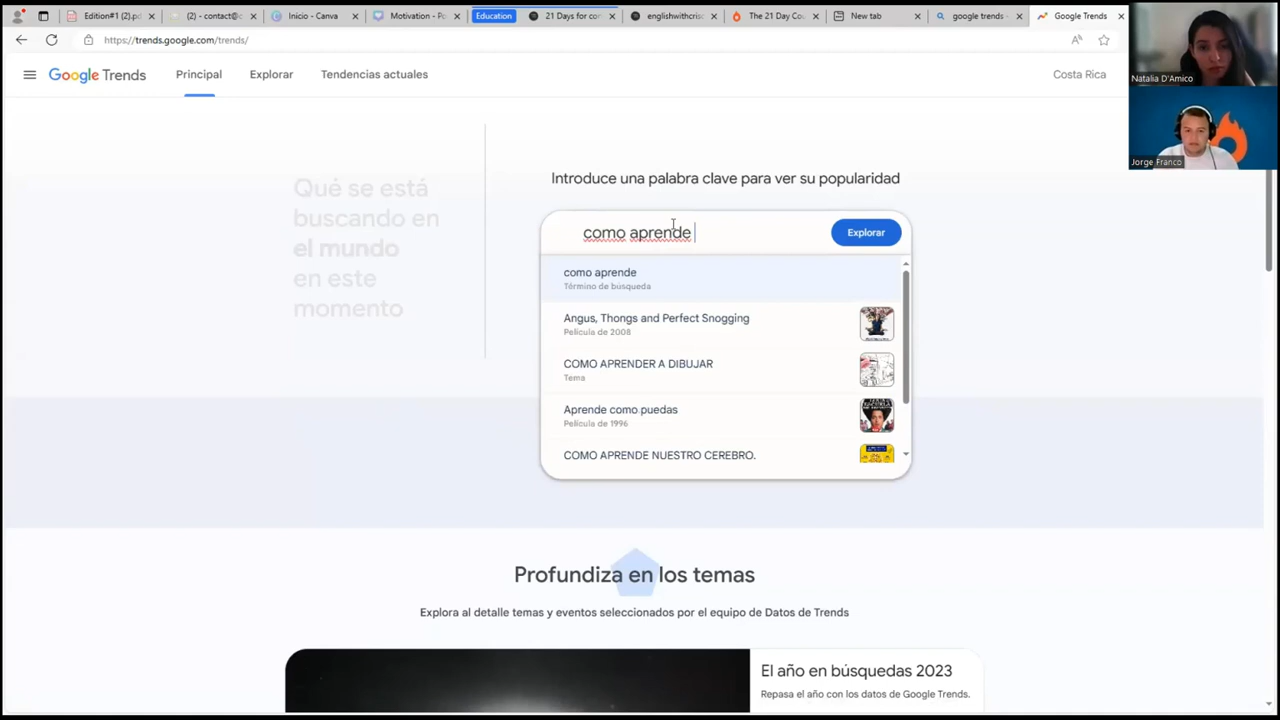 Edition#1 (2).p
(2) - contact@c
Inicio - Canva
Motivation - Po
Education
21 Days for co
englishwithcris
The 21 Day Co
New tab
google trends -
Google Trends
https://trends.google.com/trends/
Google Trends
Principal
Explorar
Tendencias actuales
Costa Rica
Natalia D'Amico
Jorge Franco
Qué se está
buscando en
el mundo
en este
momento
Introduce una palabra clave para ver su popularidad
como aprende
Explorar
como aprende
Término de búsqueda
Angus, Thongs and Perfect Snogging
Película de 2008
COMO APRENDER A DIBUJAR
Tema
Aprende como puedas
Película de 1996
COMO APRENDE NUESTRO CEREBRO.
Profundiza en los temas
Explora al detalle temas y eventos seleccionados por el equipo de Datos de Trends
El año en búsquedas 2023
Repasa el año con los datos de Google Trends.